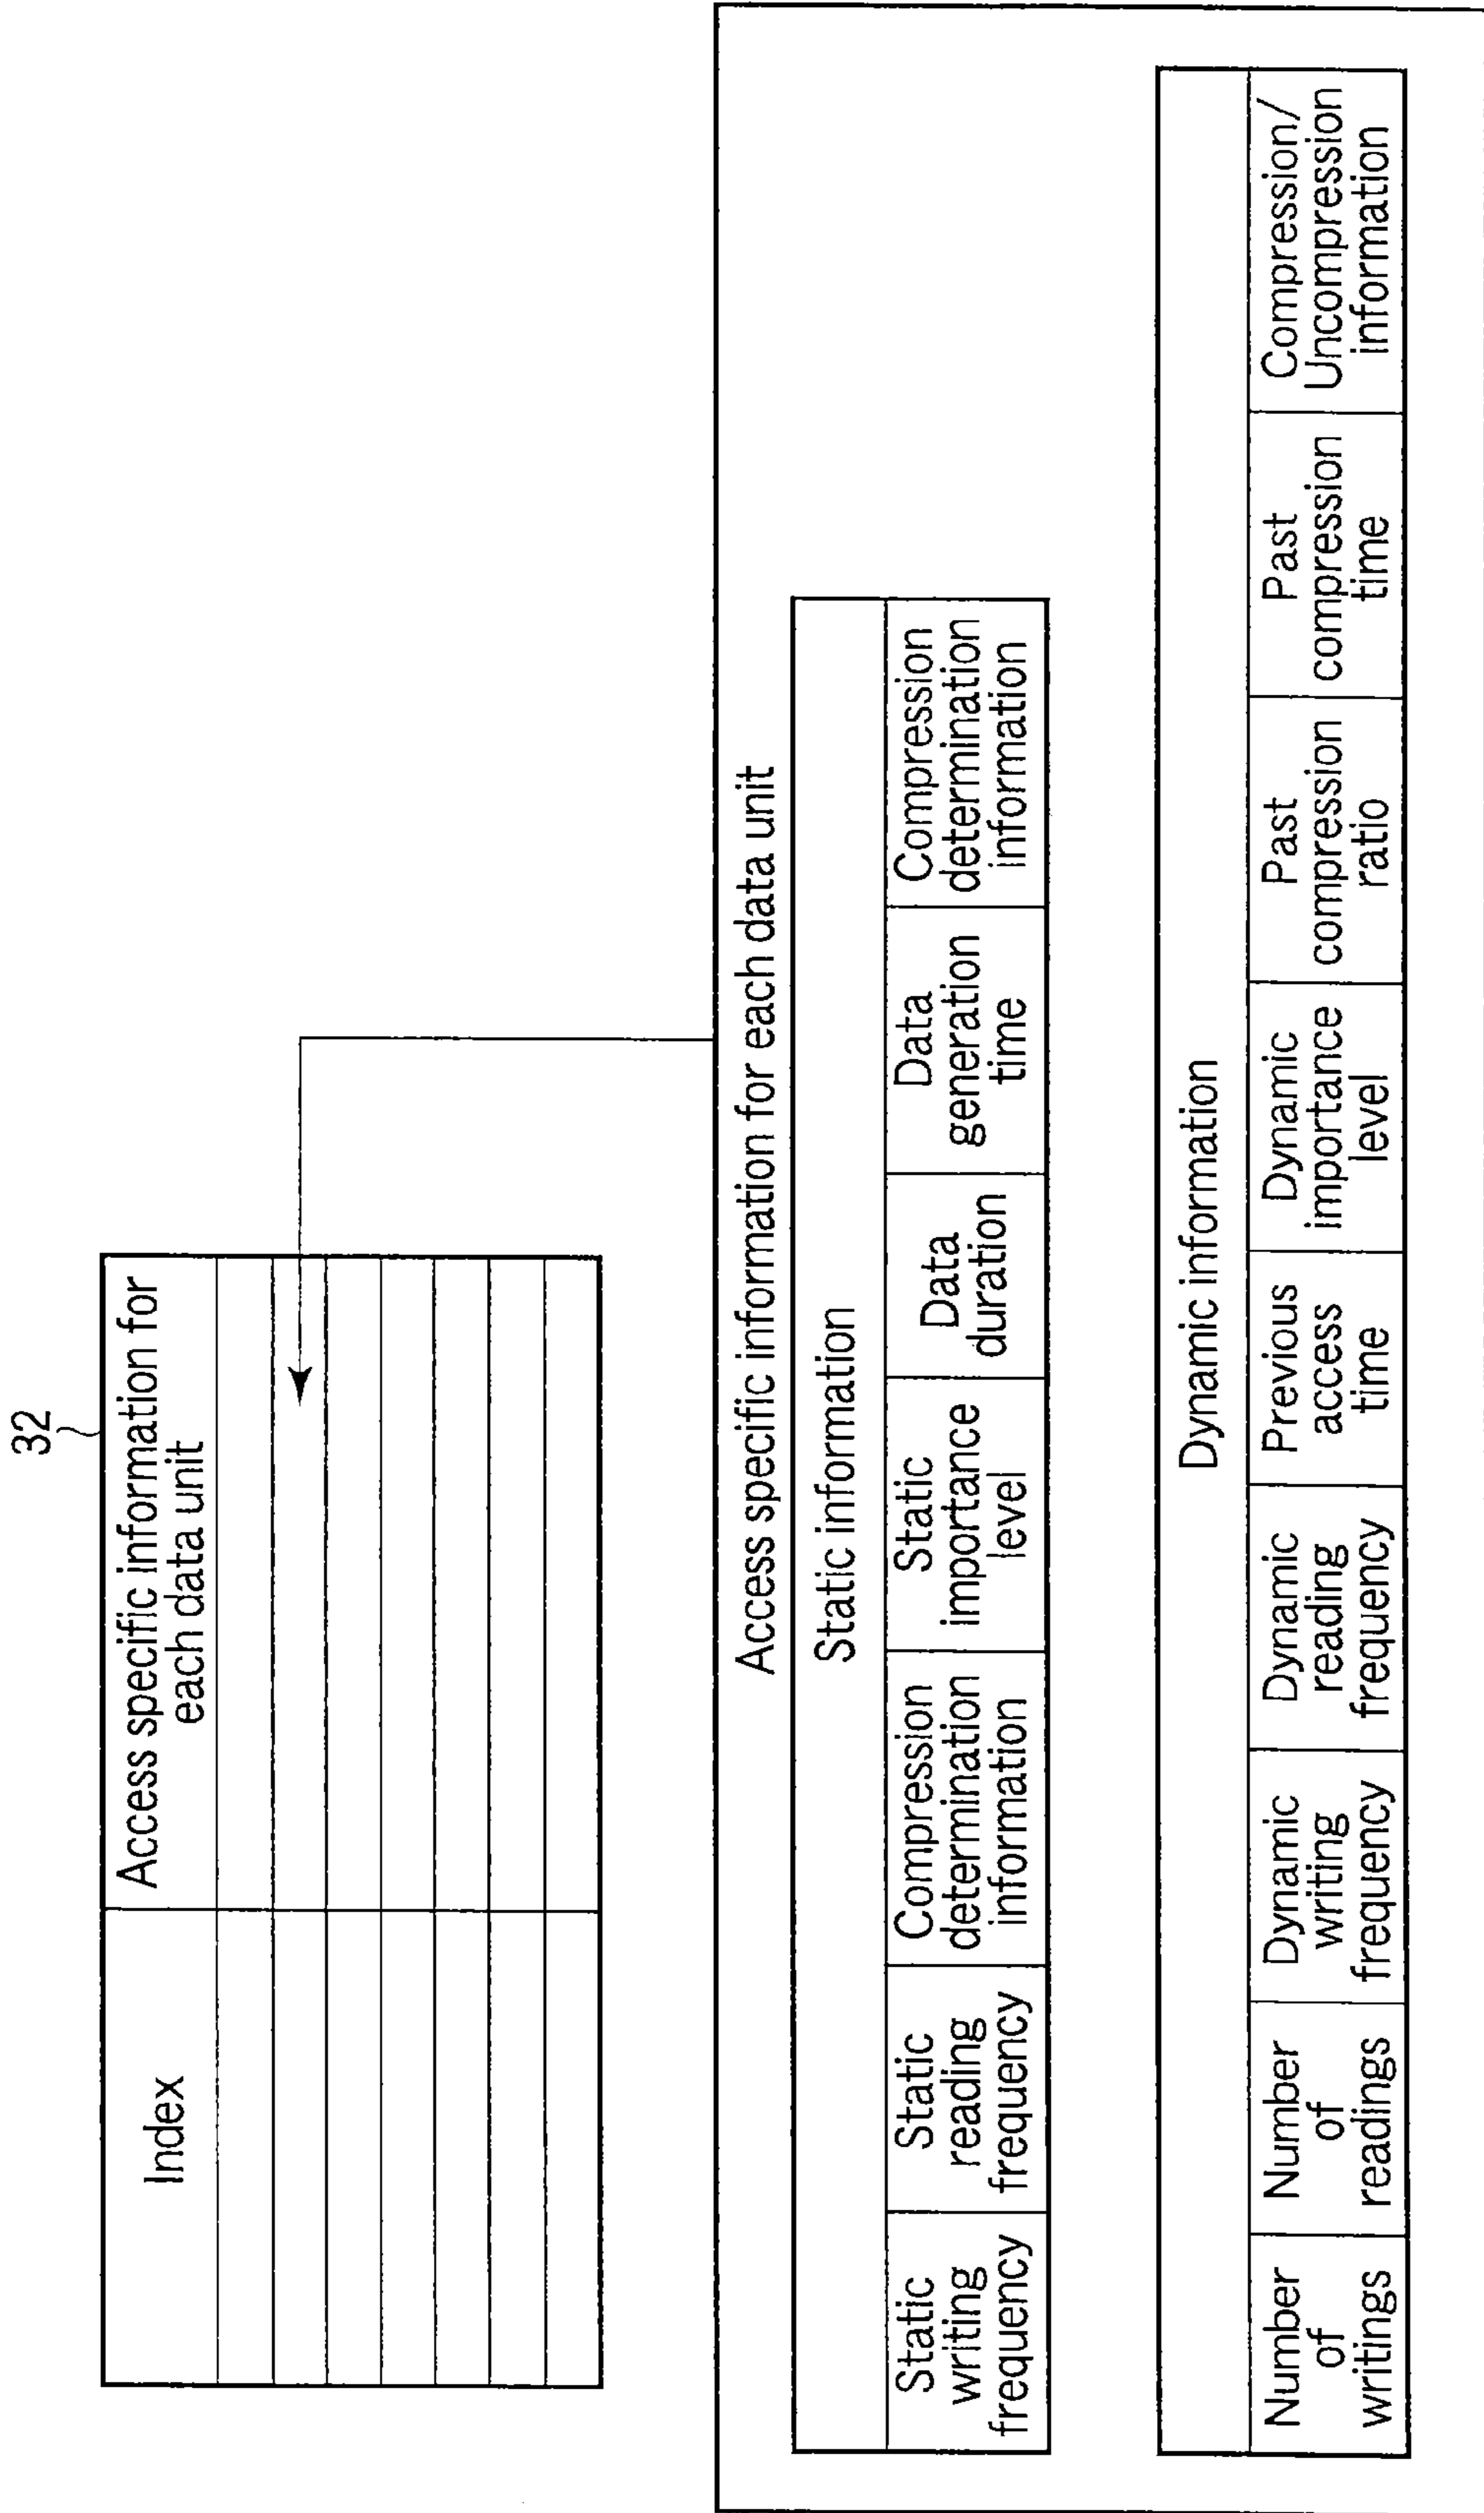 32
Index
Access specific information for
each data unit
Access specific information for each data unit
Static information
Static
writing
frequency
Static
reading
frequency
Compression
determination
information
Static
importance
level
Data
duration
Data
generation
time
Compression
determination
information
Dynamic information
Number
of
writings
Number
of
readings
Dynamic
writing
frequency
Dynamic
reading
frequency
Previous
access
time
Dynamic
importance
level
Past
compression
ratio
Past
compression
time
Compression/
Uncompression
information